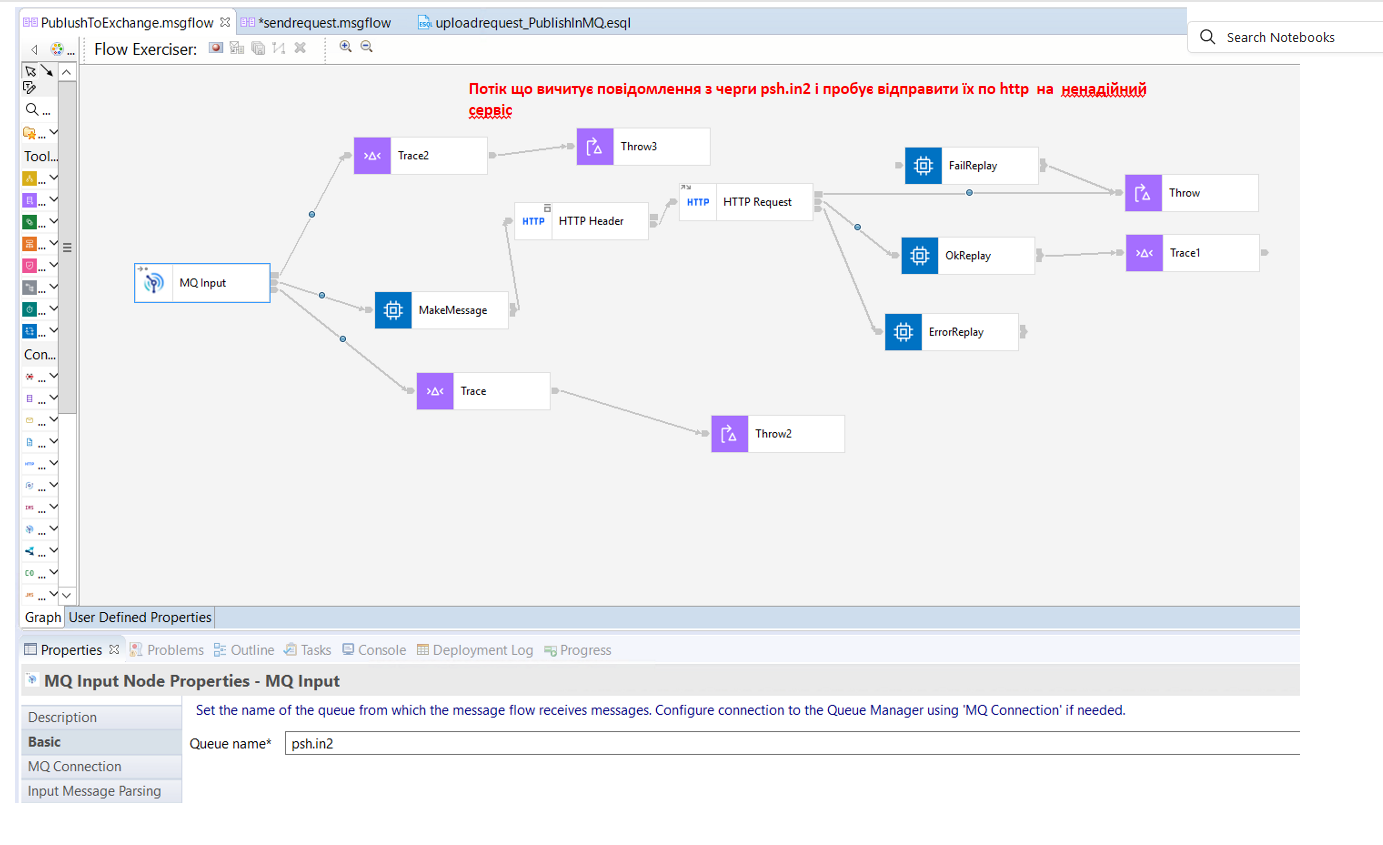 PublushToExchange.msgflow
*sendrequest.msgflow
uploadrequest_PublishInMQ.esql
Search Notebooks
... Flow Exerciser:
Потік що вичитує повідомлення з черги psh.in2 і пробує відправити їх по http на ненадійний
сервіс
...
...
Tool...
...
...
...
...
...
...
...
...
Con...
...
...
...
...
HTTP ...
...
...
...
...
...
...
Trace2
Throw3
FailReplay
Throw
HTTP
HTTP Request
HTTP
HTTP Header
OkReplay
Trace1
MQ Input
MakeMessage
ErrorReplay
Trace
Throw2
Graph
User Defined Properties
Properties
Problems
Outline
Tasks
Console
Deployment Log
Progress
MQ Input Node Properties - MQ Input
Description
Basic
MQ Connection
Input Message Parsing
Set the name of the queue from which the message flow receives messages. Configure connection to the Queue Manager using 'MQ Connection' if needed.
Queue name*
psh.in2